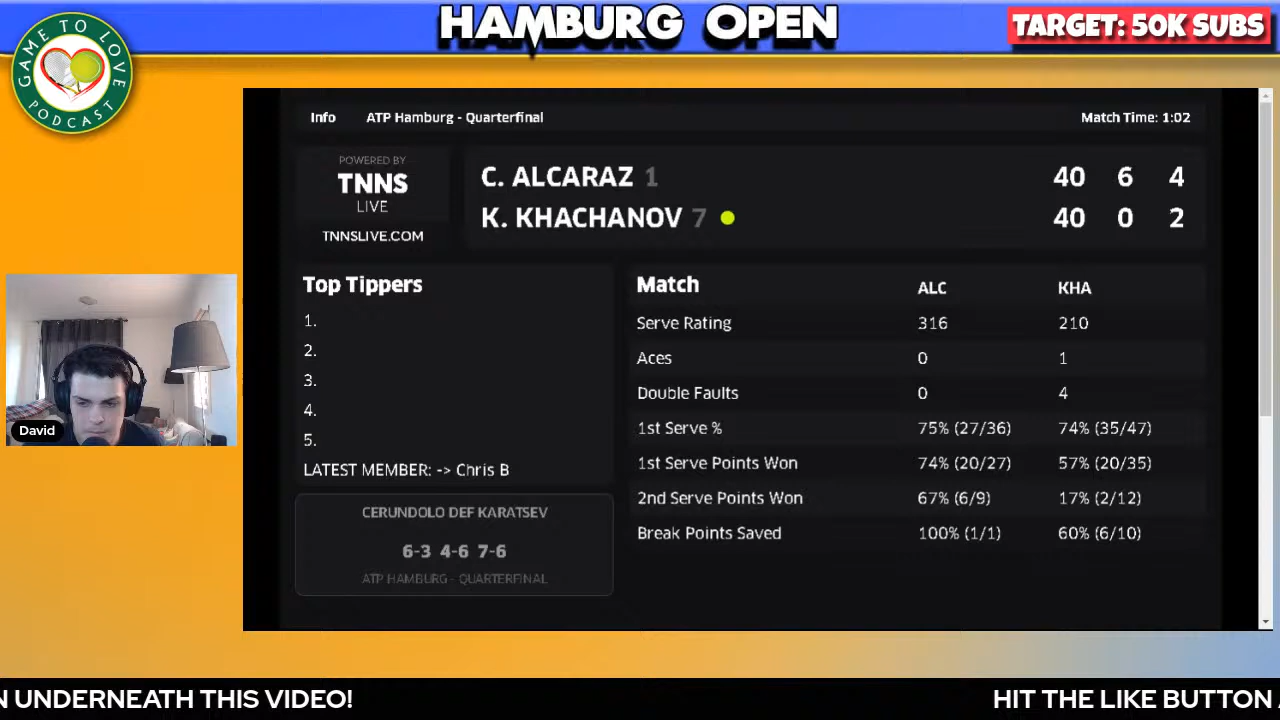 HAMBURG OPEN
TARGET: 50K SUBS
GAME TO LOVE
PODCAST
Info ATP Hamburg - Quarterfinal Match Time: 1:02
POWERED BY
TNNS
LIVE
TNNSLIVE.COM
C. ALCARAZ 1 40 6 4
K. KHACHANOV 7 40 0 2
Top Tippers
1.
2.
3.
4.
5.
LATEST MEMBER: -> Chris B
CERUNDOLO DEF KARATSEV
6-3 4-6 7-6
ATP HAMBURG - QUARTERFINAL
Match ALC KHA
Serve Rating 316 210
Aces 0 1
Double Faults 0 4
1st Serve % 75% (27/36) 74% (35/47)
1st Serve Points Won 74% (20/27) 57% (20/35)
2nd Serve Points Won 67% (6/9) 17% (2/12)
Break Points Saved 100% (1/1) 60% (6/10)
David
N UNDERNEATH THIS VIDEO! HIT THE LIKE BUTTON